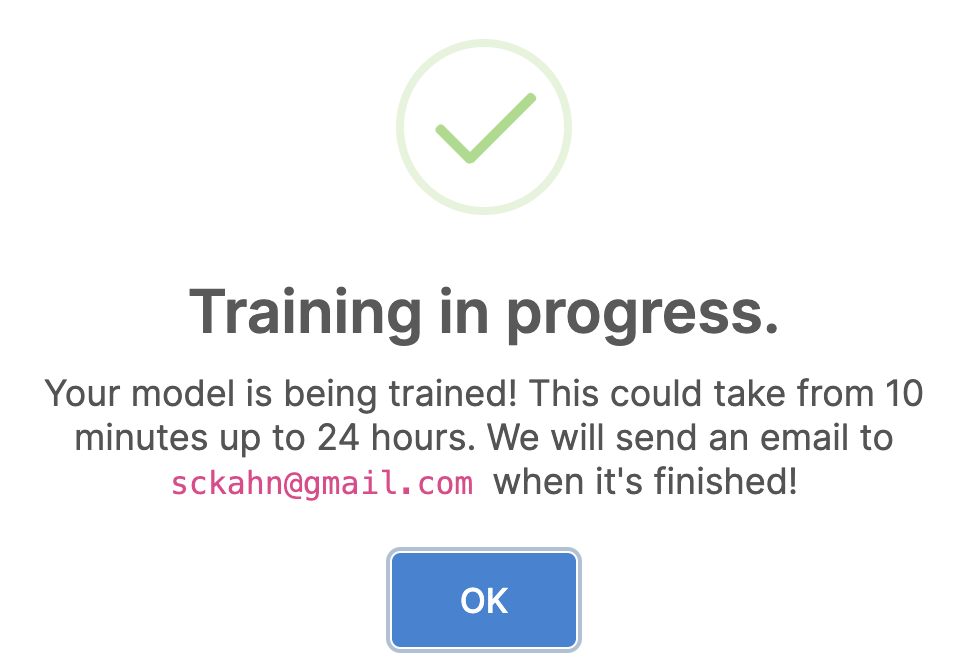 Training in progress.
Your model is being trained! This could take from 10
minutes up to 24 hours. We will send an email to
sckahn@gmail.com when it's finished!
OK